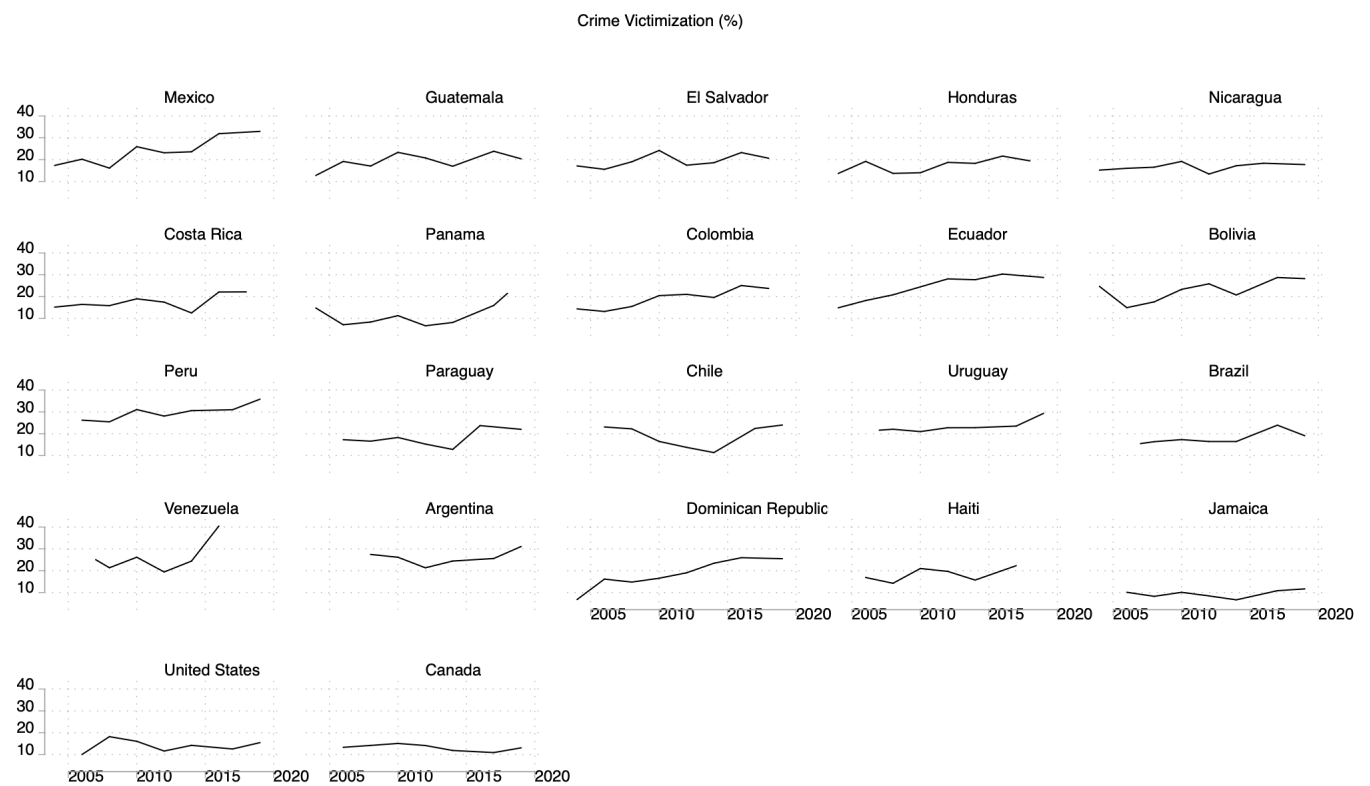 Crime Victimization (%)
Mexico Guatemala El Salvador Honduras Nicaragua
40
30
20
10
Costa Rica Panama Colombia Ecuador Bolivia
40
30
20
10
Peru Paraguay Chile Uruguay Brazil
40
30
20
10
Venezuela Argentina Dominican Republic Haiti Jamaica
40
30
20
10
2005 2010 2015 2020 2005 2010 2015 2020 2005 2010 2015 2020
United States Canada
40
30
20
10
2005 2010 2015 2020 2005 2010 2015 2020